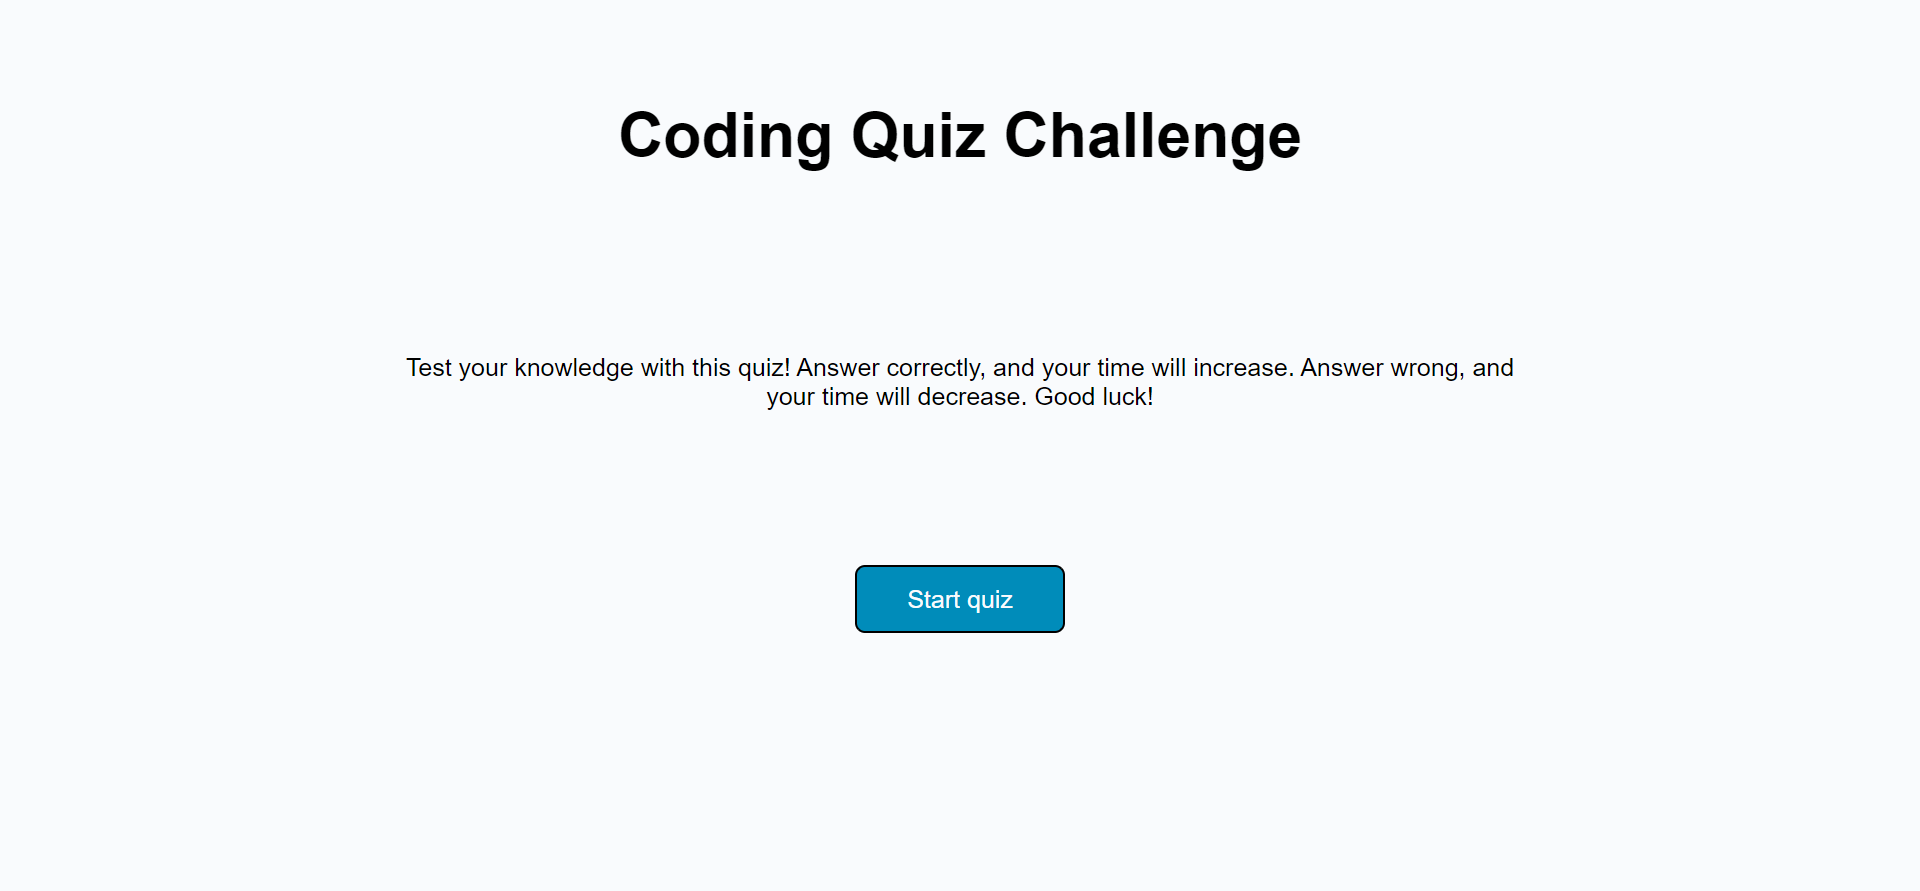 Coding Quiz Challenge
Test your knowledge with this quiz! Answer correctly, and your time will increase. Answer wrong, and
your time will decrease. Good luck!
Start quiz